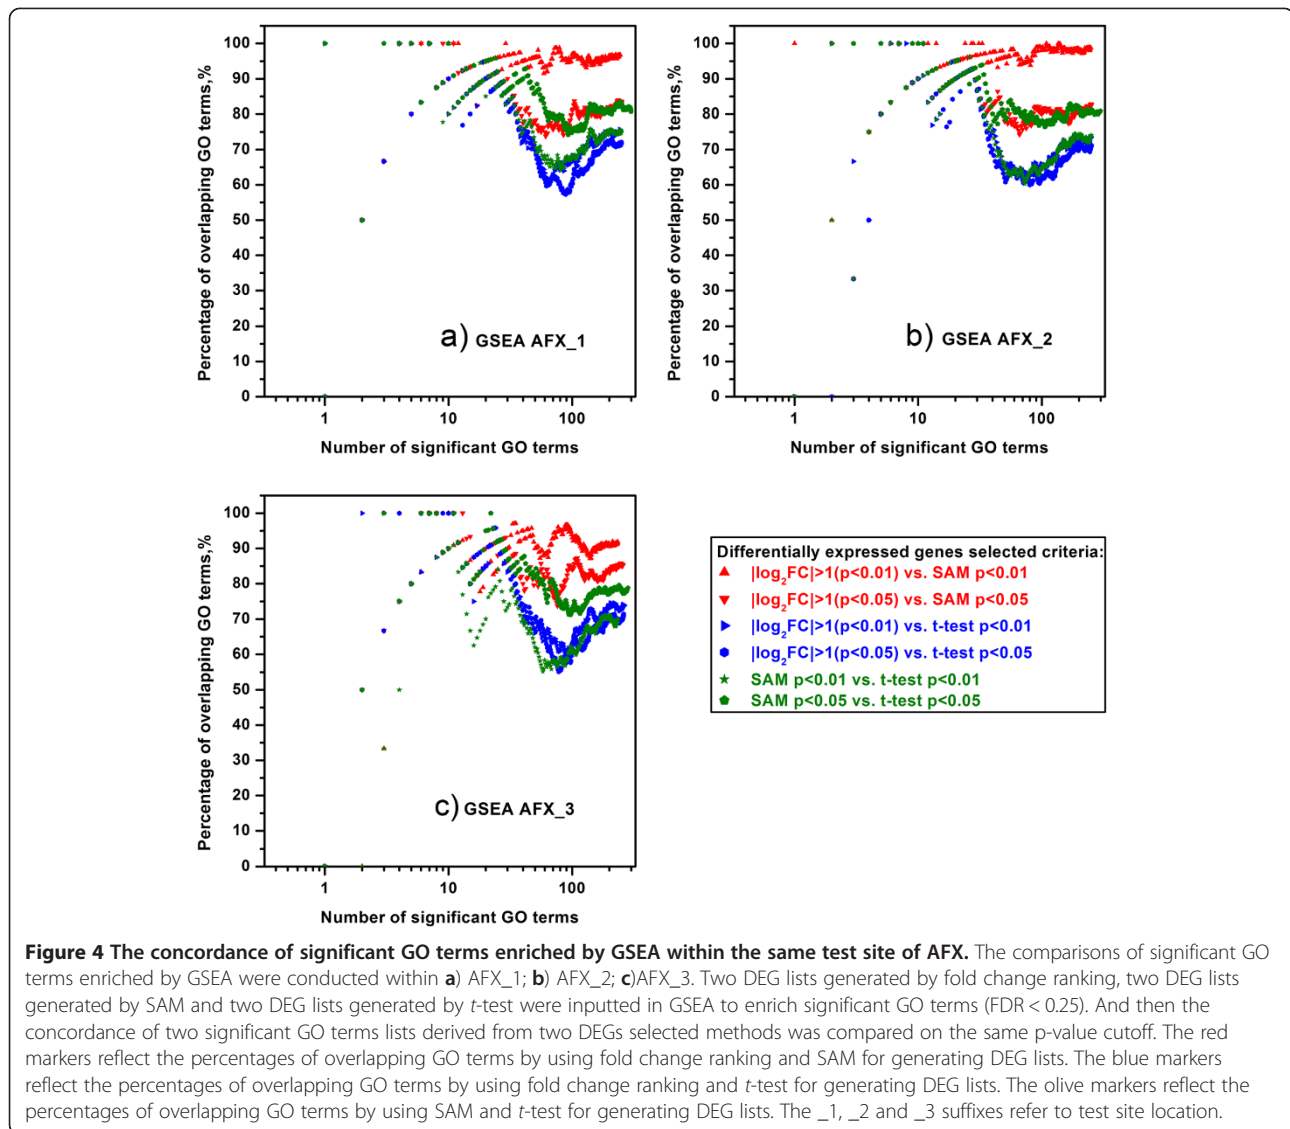 100
90
80
70
60
50
40
30
20
10
0
Percentage of overlapping GO terms,%
a) GSEA AFX_1
1 10 100
Number of significant GO terms
100
90
80
70
60
50
40
30
20
10
0
Percentage of overlapping GO terms,%
b) GSEA AFX_2
1 10 100
Number of significant GO terms
100
90
80
70
60
50
40
30
20
10
0
Percentage of overlapping GO terms,%
c) GSEA AFX_3
1 10 100
Number of significant GO terms
Differentially expressed genes selected criteria:
|log₂FC|>1(p<0.01) vs. SAM p<0.01
|log₂FC|>1(p<0.05) vs. SAM p<0.05
|log₂FC|>1(p<0.01) vs. t-test p<0.01
|log₂FC|>1(p<0.05) vs. t-test p<0.05
SAM p<0.01 vs. t-test p<0.01
SAM p<0.05 vs. t-test p<0.05
Figure 4 The concordance of significant GO terms enriched by GSEA within the same test site of AFX. The comparisons of significant GO
terms enriched by GSEA were conducted within a) AFX_1; b) AFX_2; c)AFX_3. Two DEG lists generated by fold change ranking, two DEG lists
generated by SAM and two DEG lists generated by t-test were inputted in GSEA to enrich significant GO terms (FDR < 0.25). And then the
concordance of two significant GO terms lists derived from two DEGs selected methods was compared on the same p-value cutoff. The red
markers reflect the percentages of overlapping GO terms by using fold change ranking and SAM for generating DEG lists. The blue markers
reflect the percentages of overlapping GO terms by using fold change ranking and t-test for generating DEG lists. The olive markers reflect the
percentages of overlapping GO terms by using SAM and t-test for generating DEG lists. The _1, _2 and _3 suffixes refer to test site location.